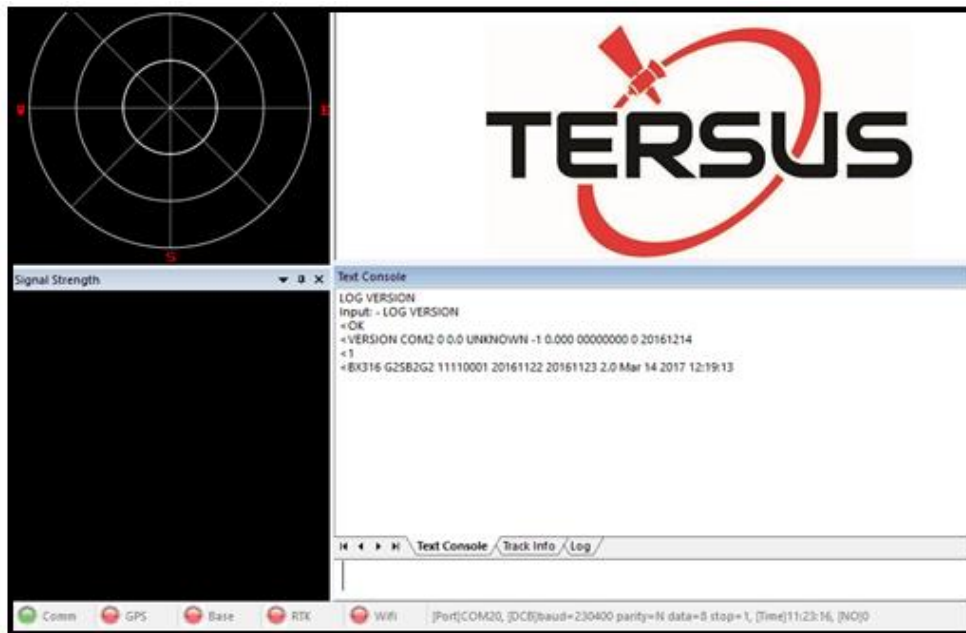 W
E
TERSUS
S
Signal Strength
Text Console
LOG VERSION
Input: - LOG VERSION
<OK
<VERSION COM2 0 0.0 UNKNOWN -1 0.000 00000000 0 20161214
<1
<BX316 G2SB2G2 11110001 20161122 20161123 2.0 Mar 14 2017 12:19:13
Text Console Track Info Log
Comm GPS Base RTK Wifi [Port]COM20, [DCB]baud=230400 parity=N data=8 stop=1, [Time]11:23:16, [NO]0